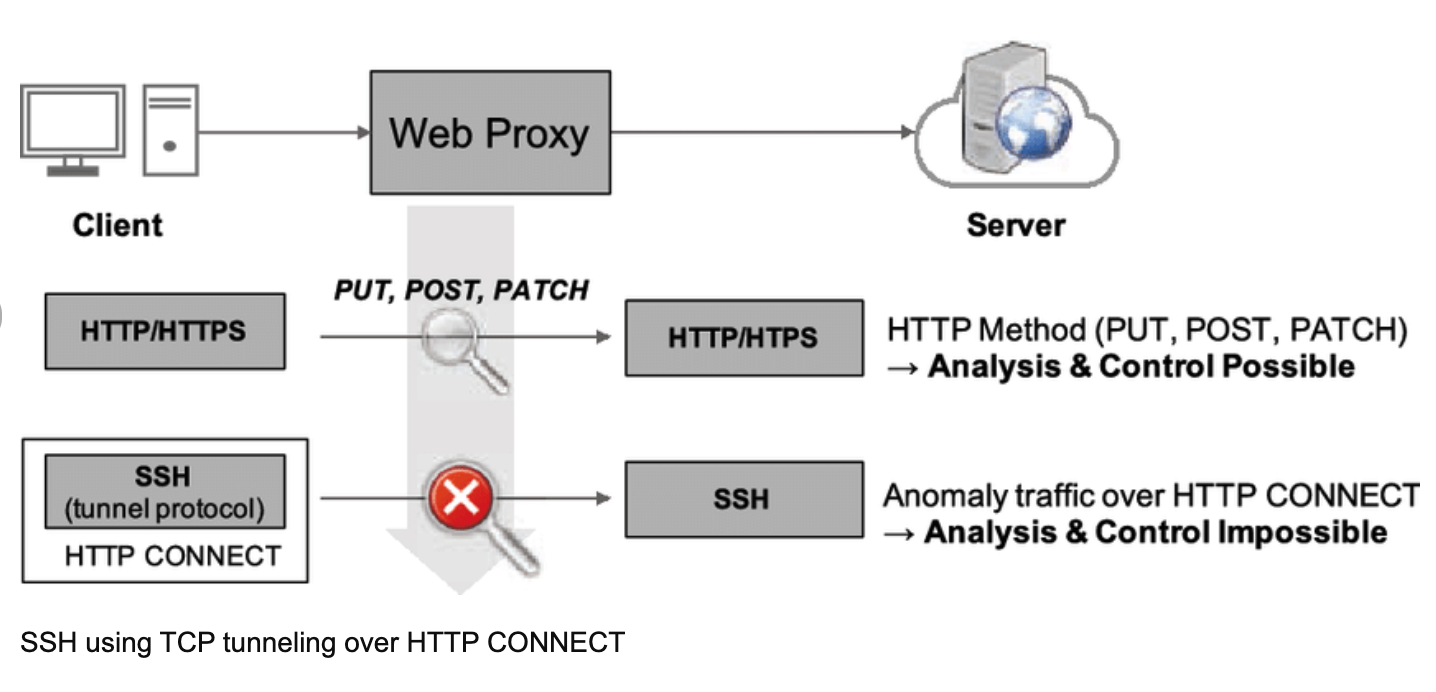 Web Proxy
Client
Server
PUT, POST, PATCH
HTTP/HTTPS
HTTP/HTPS
HTTP Method (PUT, POST, PATCH)
→ Analysis & Control Possible
SSH
(tunnel protocol)
HTTP CONNECT
SSH
Anomaly traffic over HTTP CONNECT
→ Analysis & Control Impossible
SSH using TCP tunneling over HTTP CONNECT